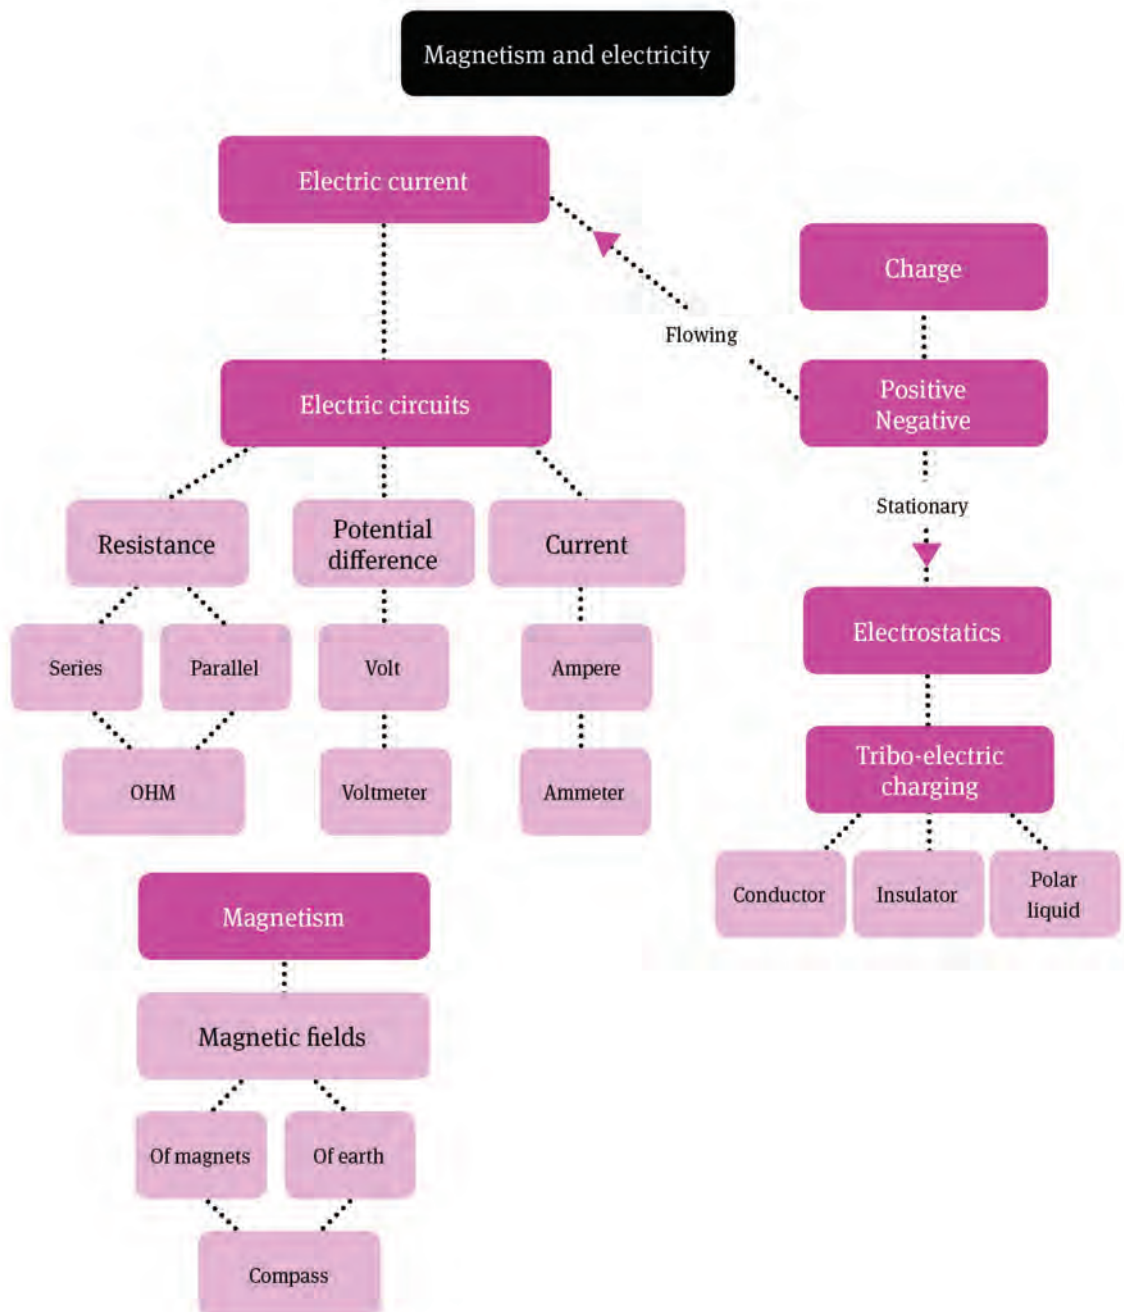 Magnetism and electricity
Electric current
Charge
Flowing
Positive
Negative
Electric circuits
Stationary
Resistance
Potential
difference
Current
Electrostatics
Series
Parallel
Volt
Ampere
Tribo-electric
charging
OHM
Voltmeter
Ammeter
Conductor
Insulator
Polar
liquid
Magnetism
Magnetic fields
Of magnets
Of earth
Compass